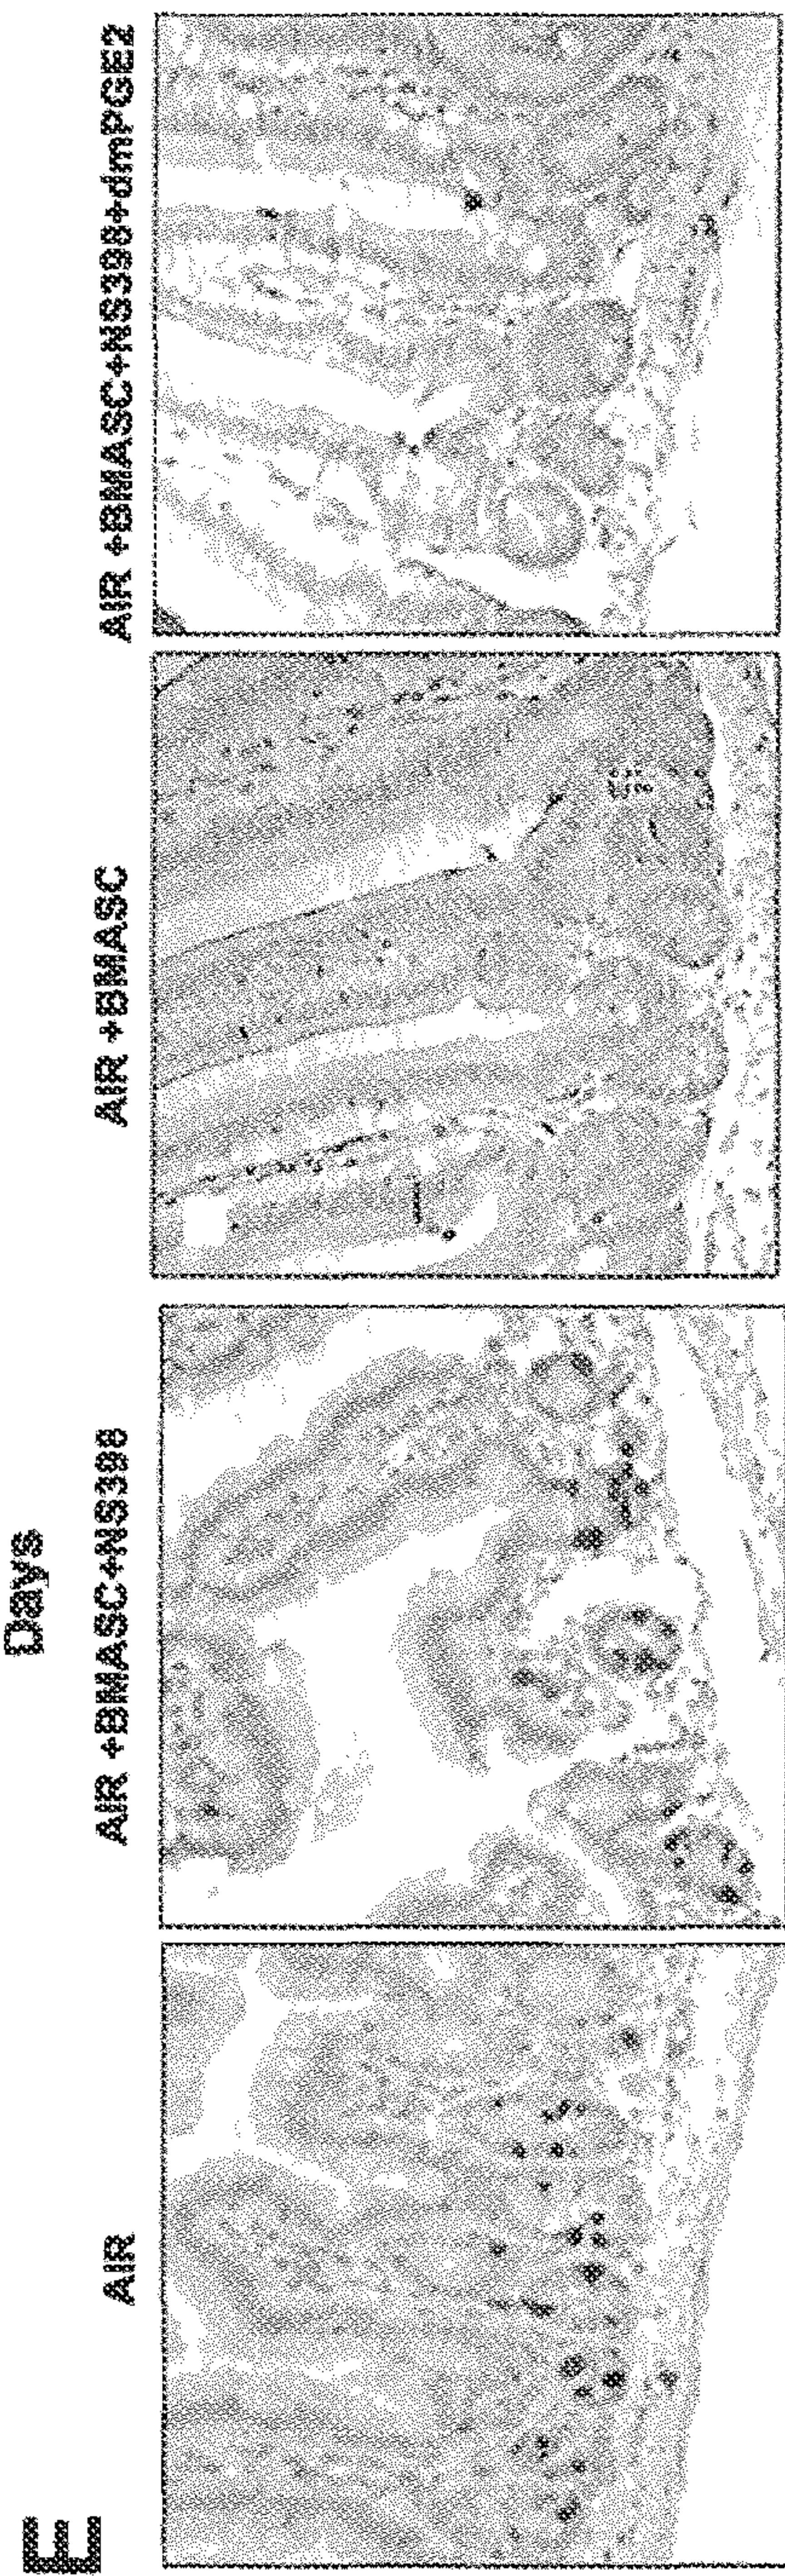 Days
E
AIR
AIR +BMASC+NS398
AIR +BMASC
AIR +BMASC+NS398+dmPGE2